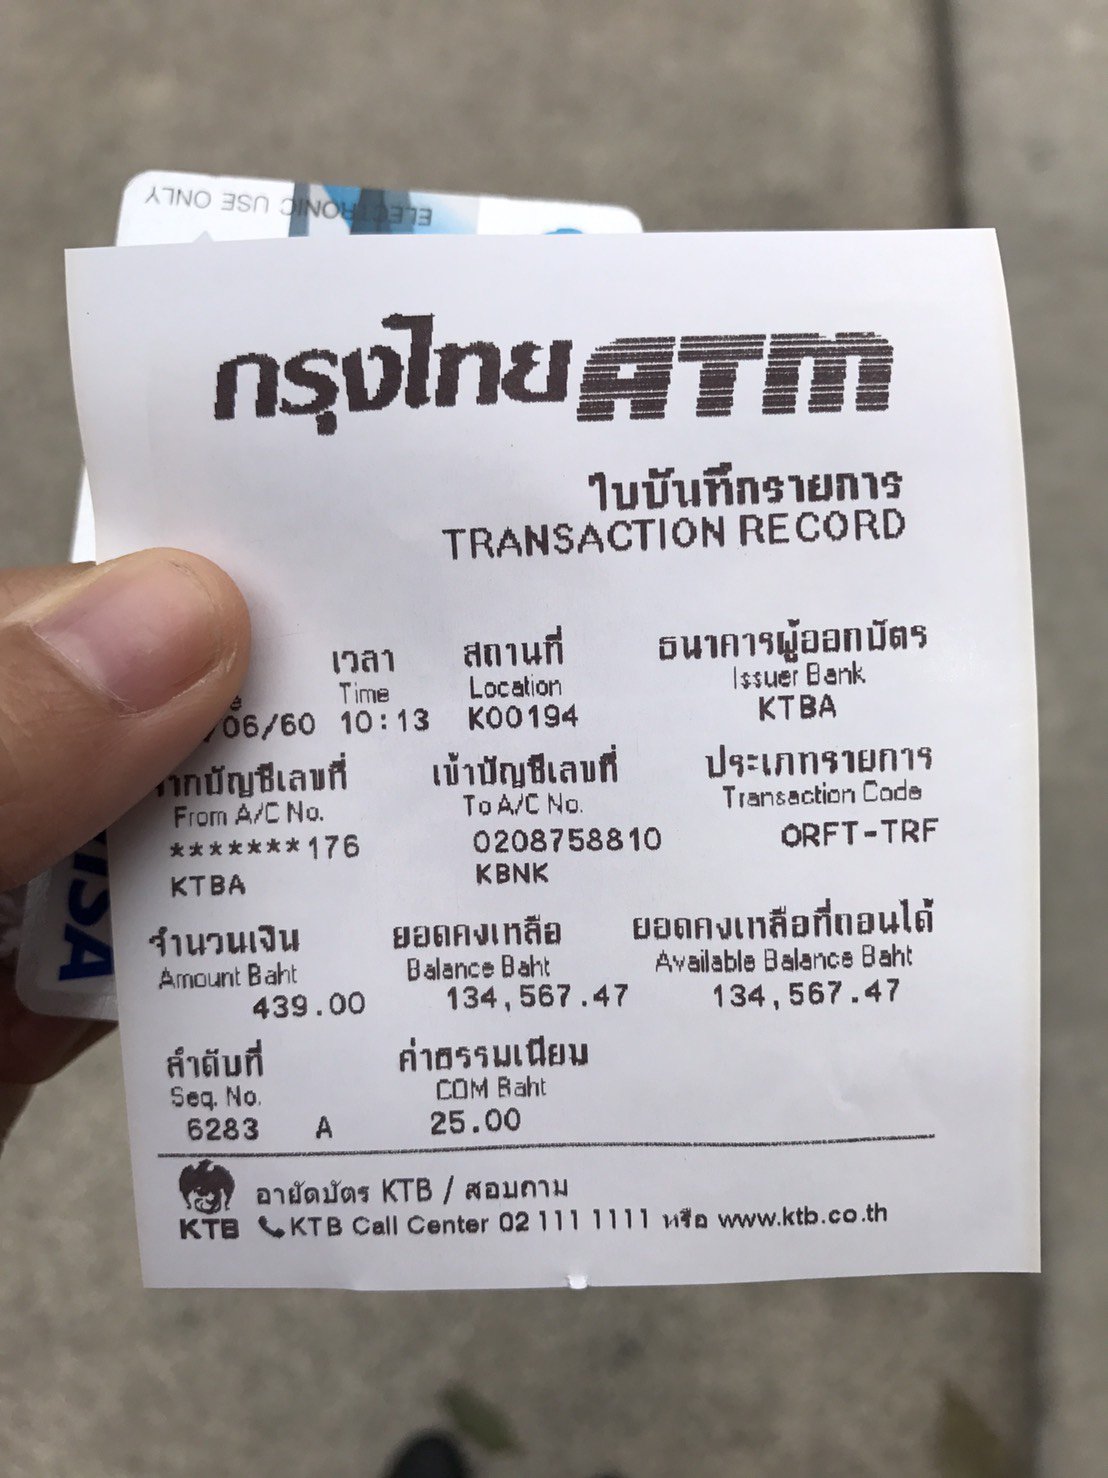 ELECTRONIC USE ONLY
กรุงไทย ATM
ใบบันทึกรายการ
TRANSACTION RECORD
เวลา สถานที่ ธนาคารผู้ออกบัตร
Time Location Issuer Bank
/06/60 10:13 K00194 KTBA
จากบัญชีเลขที่ เข้าบัญชีเลขที่ ประเภทรายการ
From A/C No. To A/C No. Transaction Code
*******176 0208758810 ORFT-TRF
KTBA KBNK
จำนวนเงิน ยอดคงเหลือ ยอดคงเหลือที่ถอนได้
Amount Baht Balance Baht Available Balance Baht
439.00 134,567.47 134,567.47
ลำดับที่ ค่าธรรมเนียม
Seq. No. COM Baht
6283 A 25.00
อายัดบัตร KTB / สอบถาม
KTB KTB Call Center 02 111 1111 หรือ www.ktb.co.th
VISA